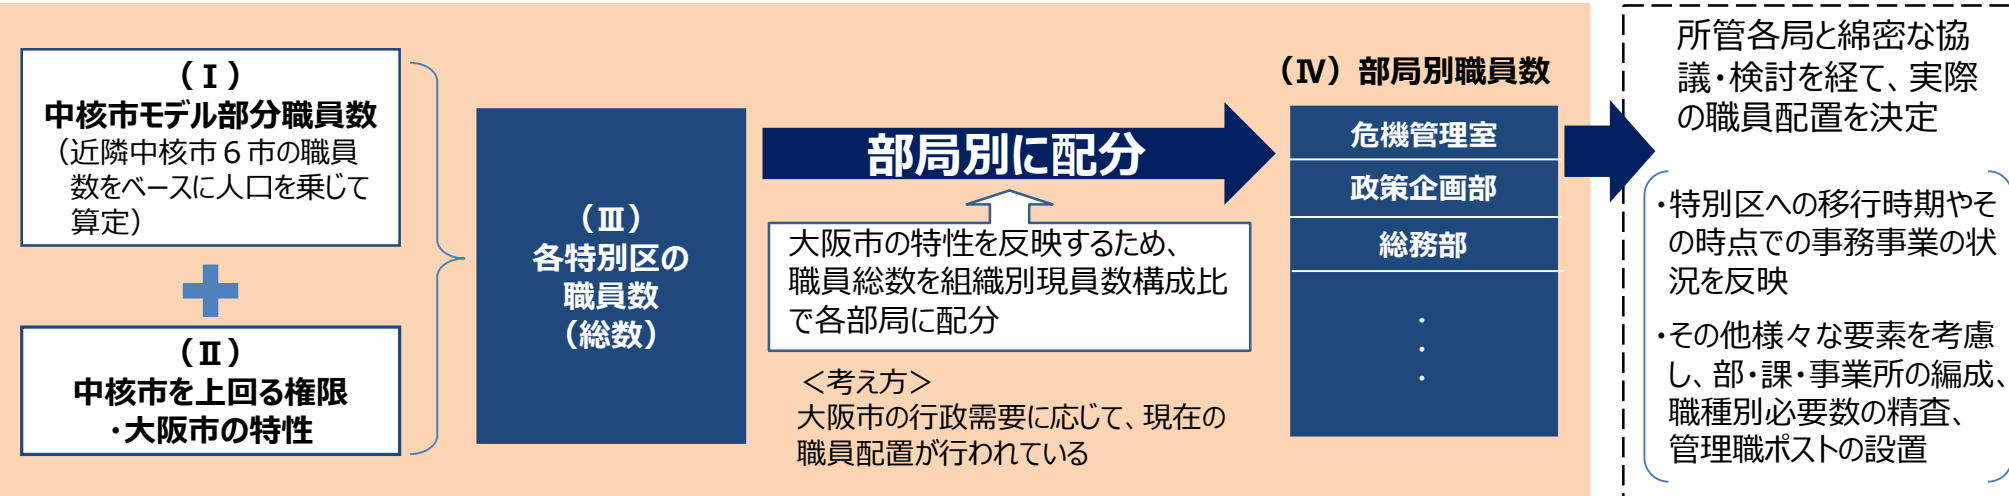 （Ⅰ）
中核市モデル部分職員数
（近隣中核市６市の職員
数をベースに人口を乗じて
算定）
（Ⅱ）
中核市を上回る権限
・大阪市の特性
（Ⅲ）
各特別区の
職員数
（総数）
部局別に配分
大阪市の特性を反映するため、
職員総数を組織別現員数構成比
で各部局に配分
＜考え方＞
大阪市の行政需要に応じて、現在の
職員配置が行われている
（Ⅳ）部局別職員数
危機管理室
政策企画部
総務部
・
・
・
所管各局と綿密な協
議・検討を経て、実際
の職員配置を決定
・特別区への移行時期やそ
の時点での事務事業の状
況を反映
・その他様々な要素を考慮
し、部・課・事業所の編成、
職種別必要数の精査、
管理職ポストの設置